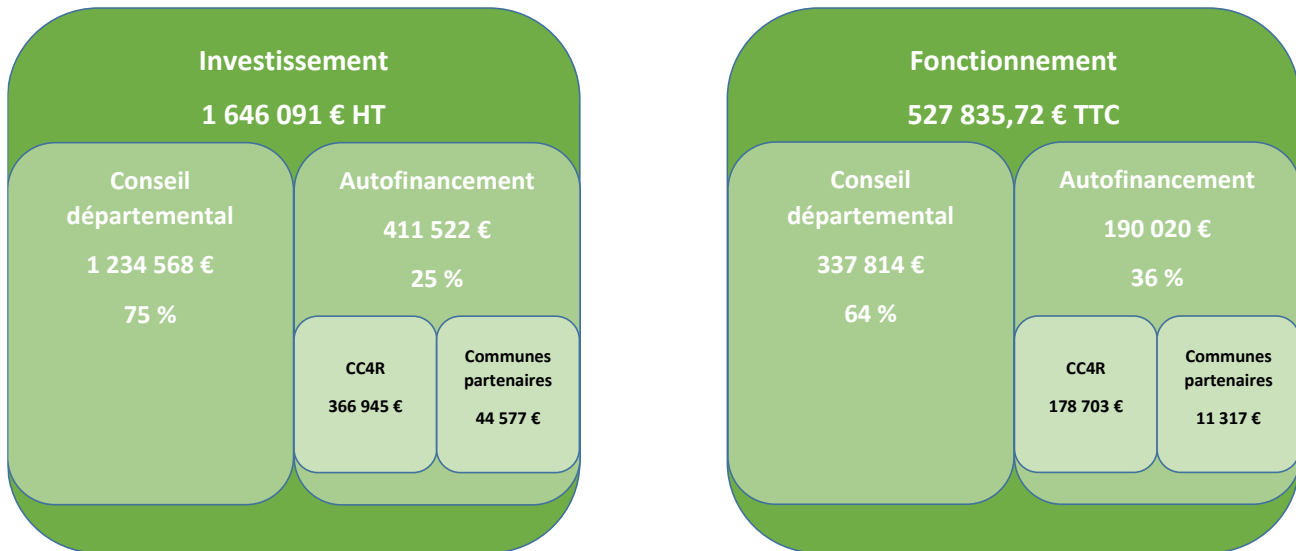 Investissement
1 646 091 € HT
Conseil
départemental
1 234 568 €
75 %
Autofinancement
411 522 €
25 %
CC4R
366 945 €
Communes
partenaires
44 577 €
Fonctionnement
527 835,72 € TTC
Conseil
départemental
337 814 €
64 %
Autofinancement
190 020 €
36 %
CC4R
178 703 €
Communes
partenaires
11 317 €